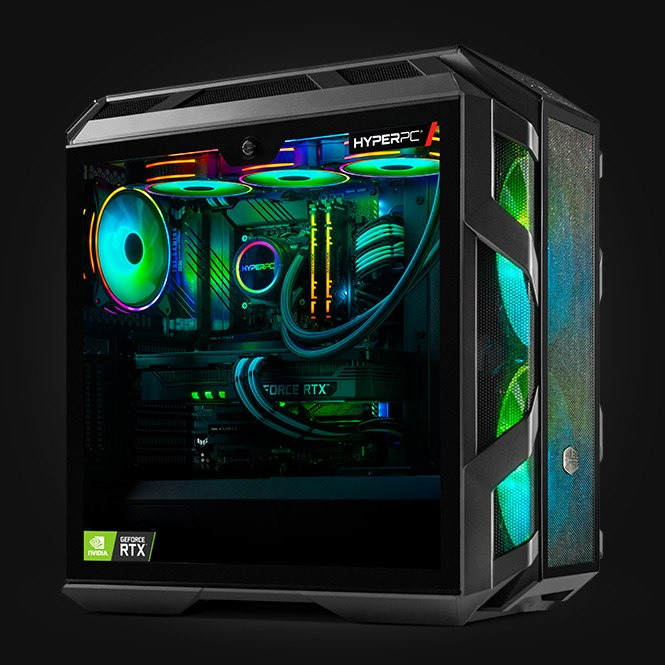 HYPERPC
HYPERPC
FORCE RTX
NVIDIA.
GEFORCE
RTX